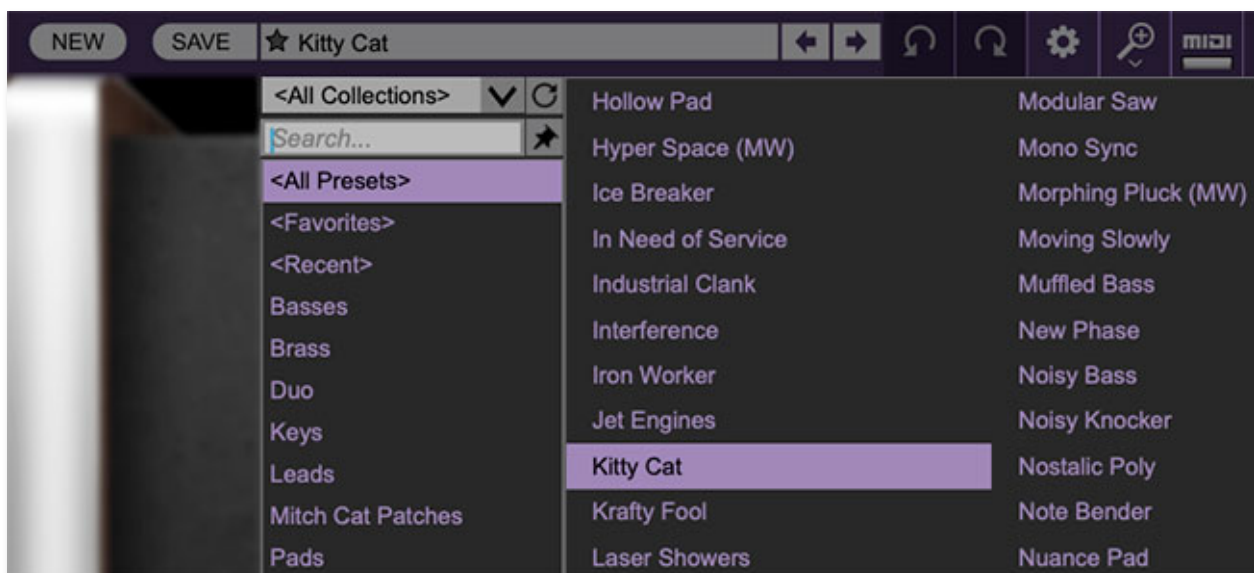 NEW
SAVE
Kitty Cat
MIDI
<All Collections>
Search...
<All Presets>
<Favorites>
<Recent>
Basses
Brass
Duo
Keys
Leads
Mitch Cat Patches
Pads
Hollow Pad
Hyper Space (MW)
Ice Breaker
In Need of Service
Industrial Clank
Interference
Iron Worker
Jet Engines
Kitty Cat
Krafty Fool
Laser Showers
Modular Saw
Mono Sync
Morphing Pluck (MW)
Moving Slowly
Muffled Bass
New Phase
Noisy Bass
Noisy Knocker
Nostalic Poly
Note Bender
Nuance Pad